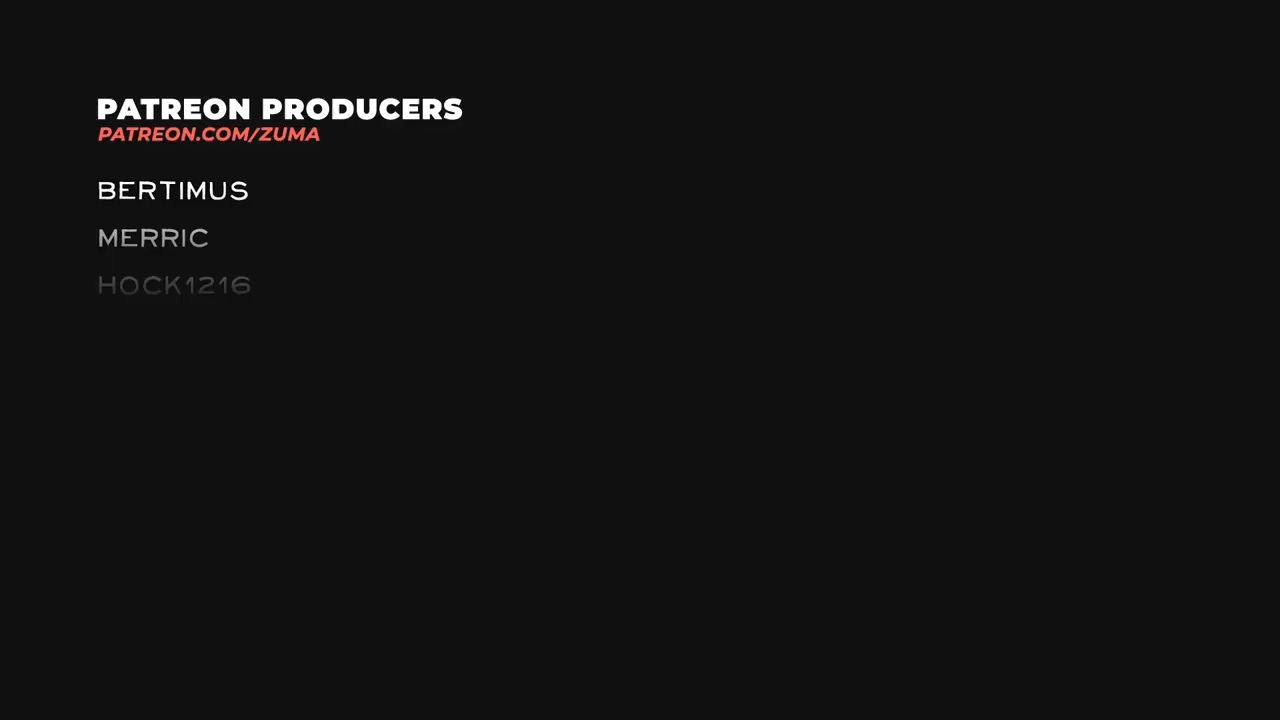 PATREON PRODUCERS
PATREON.COM/ZUMA
BERTIMUS
MERRIC
HOCK1216